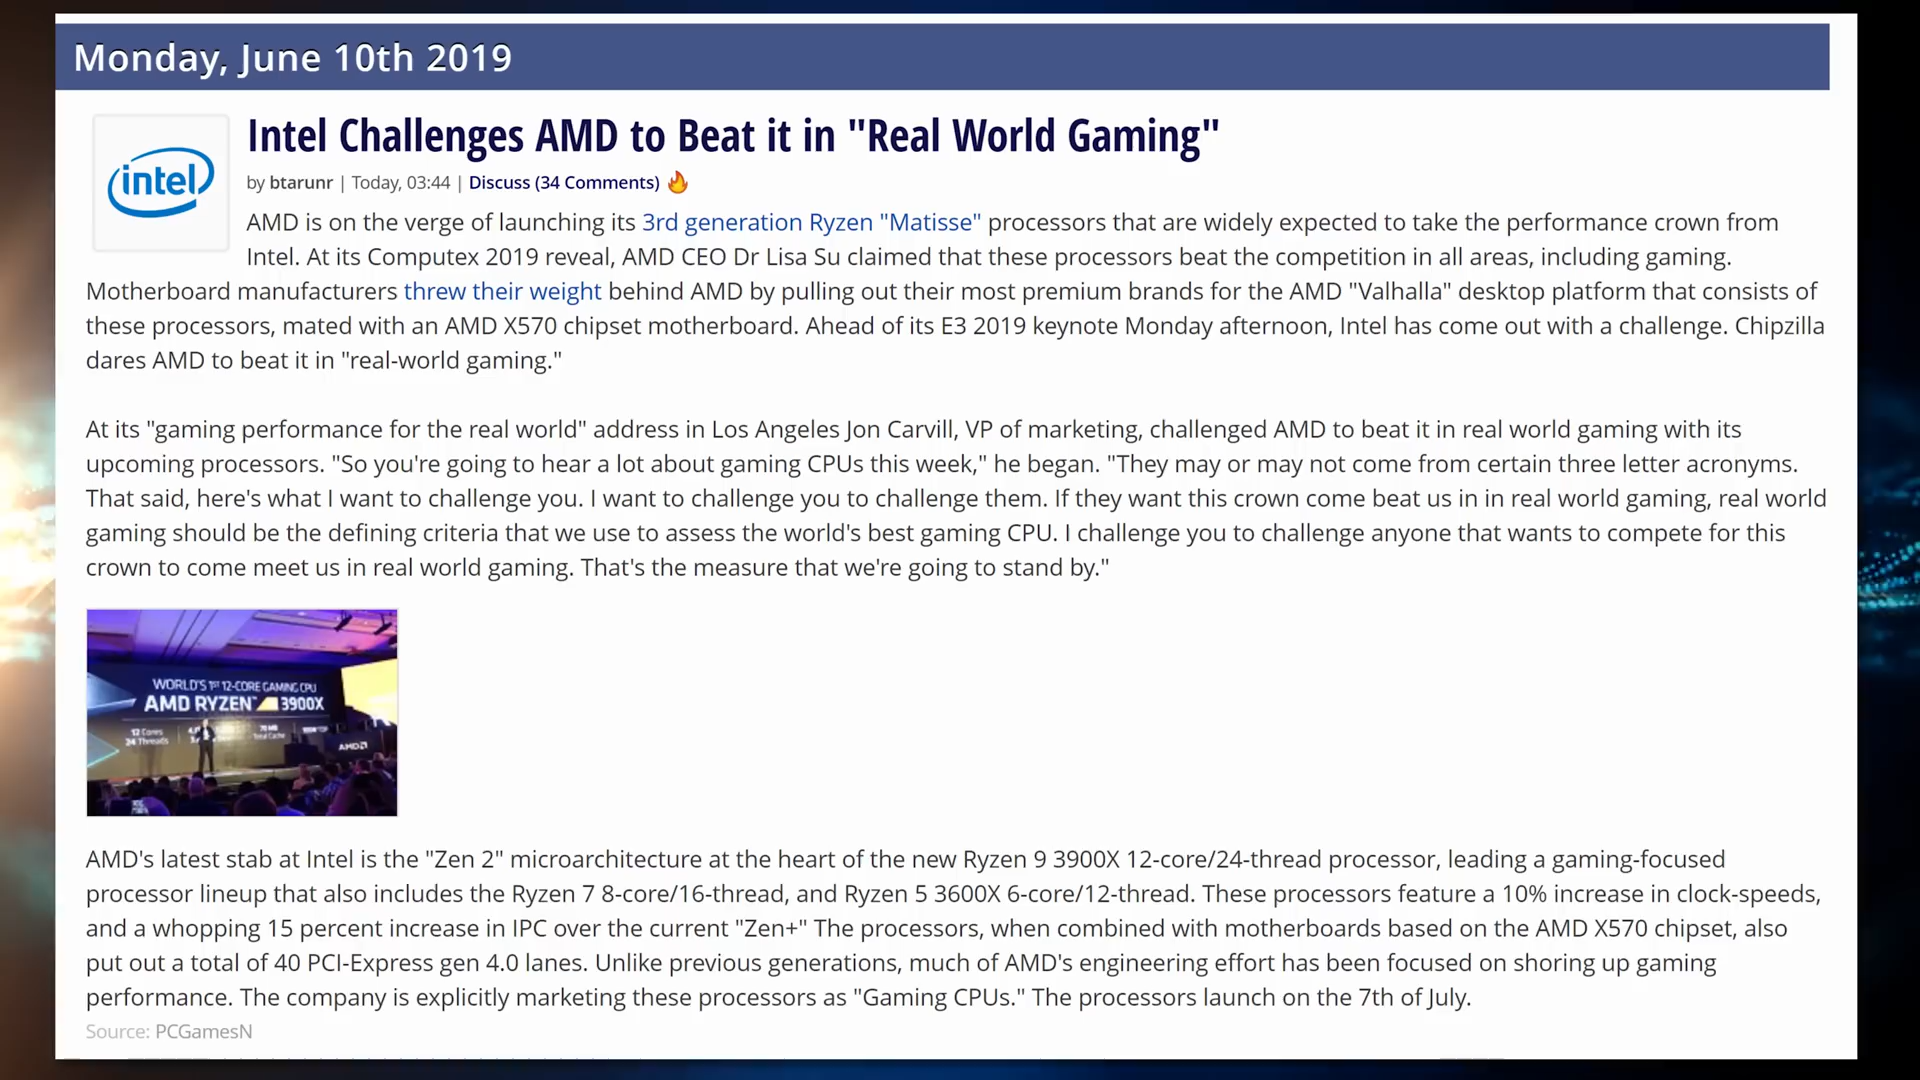 Monday, June 10th 2019
intel
Intel Challenges AMD to Beat it in "Real World Gaming"
by btarunr | Today, 03:44 | Discuss (34 Comments)
AMD is on the verge of launching its 3rd generation Ryzen "Matisse" processors that are widely expected to take the performance crown from
Intel. At its Computex 2019 reveal, AMD CEO Dr Lisa Su claimed that these processors beat the competition in all areas, including gaming.
Motherboard manufacturers threw their weight behind AMD by pulling out their most premium brands for the AMD "Valhalla" desktop platform that consists of
these processors, mated with an AMD X570 chipset motherboard. Ahead of its E3 2019 keynote Monday afternoon, Intel has come out with a challenge. Chipzilla
dares AMD to beat it in "real-world gaming."
At its "gaming performance for the real world" address in Los Angeles Jon Carvill, VP of marketing, challenged AMD to beat it in real world gaming with its
upcoming processors. "So you're going to hear a lot about gaming CPUs this week," he began. "They may or may not come from certain three letter acronyms.
That said, here's what I want to challenge you. I want to challenge you to challenge them. If they want this crown come beat us in in real world gaming, real world
gaming should be the defining criteria that we use to assess the world's best gaming CPU. I challenge you to challenge anyone that wants to compete for this
crown to come meet us in real world gaming. That's the measure that we're going to stand by."
WORLD'S 1ST 12-CORE GAMING CPU
AMD RYZEN 3900X
12 Cores
24 Threads
Total Cache
AMD
AMD's latest stab at Intel is the "Zen 2" microarchitecture at the heart of the new Ryzen 9 3900X 12-core/24-thread processor, leading a gaming-focused
processor lineup that also includes the Ryzen 7 8-core/16-thread, and Ryzen 5 3600X 6-core/12-thread. These processors feature a 10% increase in clock-speeds,
and a whopping 15 percent increase in IPC over the current "Zen+" The processors, when combined with motherboards based on the AMD X570 chipset, also
put out a total of 40 PCI-Express gen 4.0 lanes. Unlike previous generations, much of AMD's engineering effort has been focused on shoring up gaming
performance. The company is explicitly marketing these processors as "Gaming CPUs." The processors launch on the 7th of July.
Source: PCGamesN